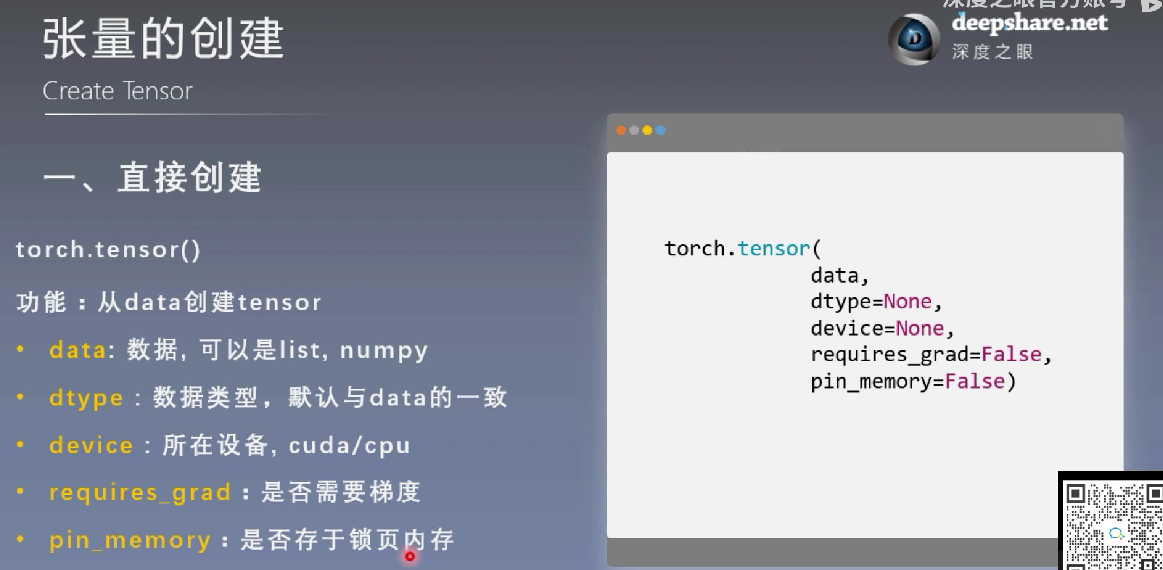 深度之眼官方账号
张量的创建
deepshare.net
深度之眼
Create Tensor
一、直接创建
torch.tensor()
功能：从data创建tensor
• data: 数据, 可以是list, numpy
• dtype : 数据类型，默认与data的一致
• device : 所在设备, cuda/cpu
• requires_grad：是否需要梯度
• pin_memory：是否存于锁页内存
torch.tensor(
data,
dtype=None,
device=None,
requires_grad=False,
pin_memory=False)